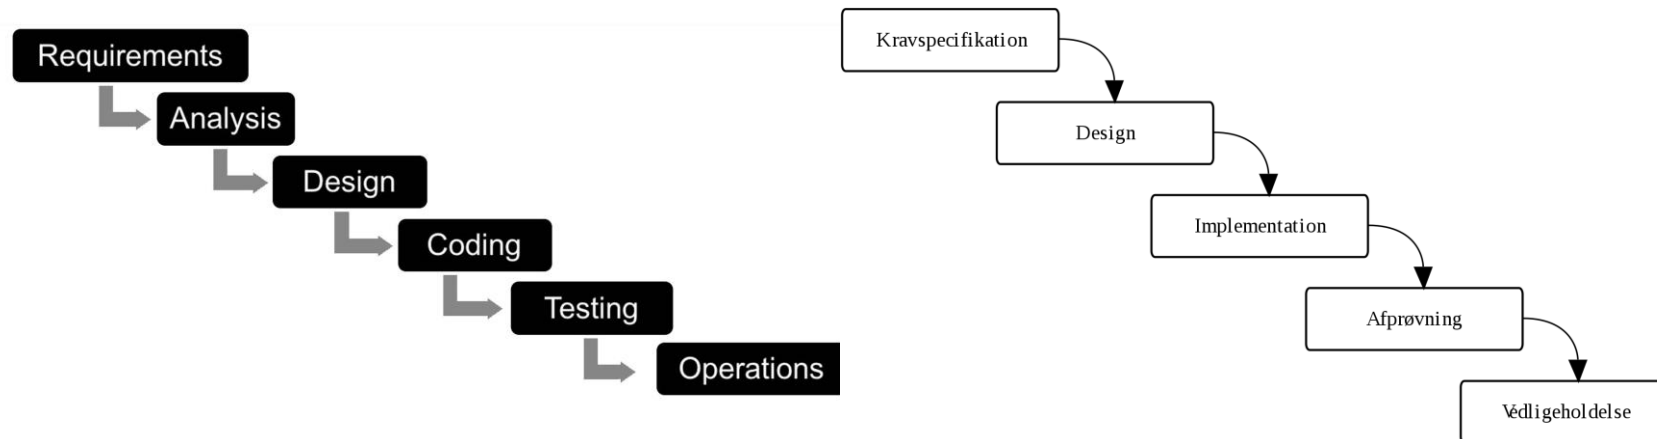 Requirements
Analysis
Design
Coding
Testing
Operations
Kravspecifikation
Design
Implementation
Afprøvning
Vedligeholdelse